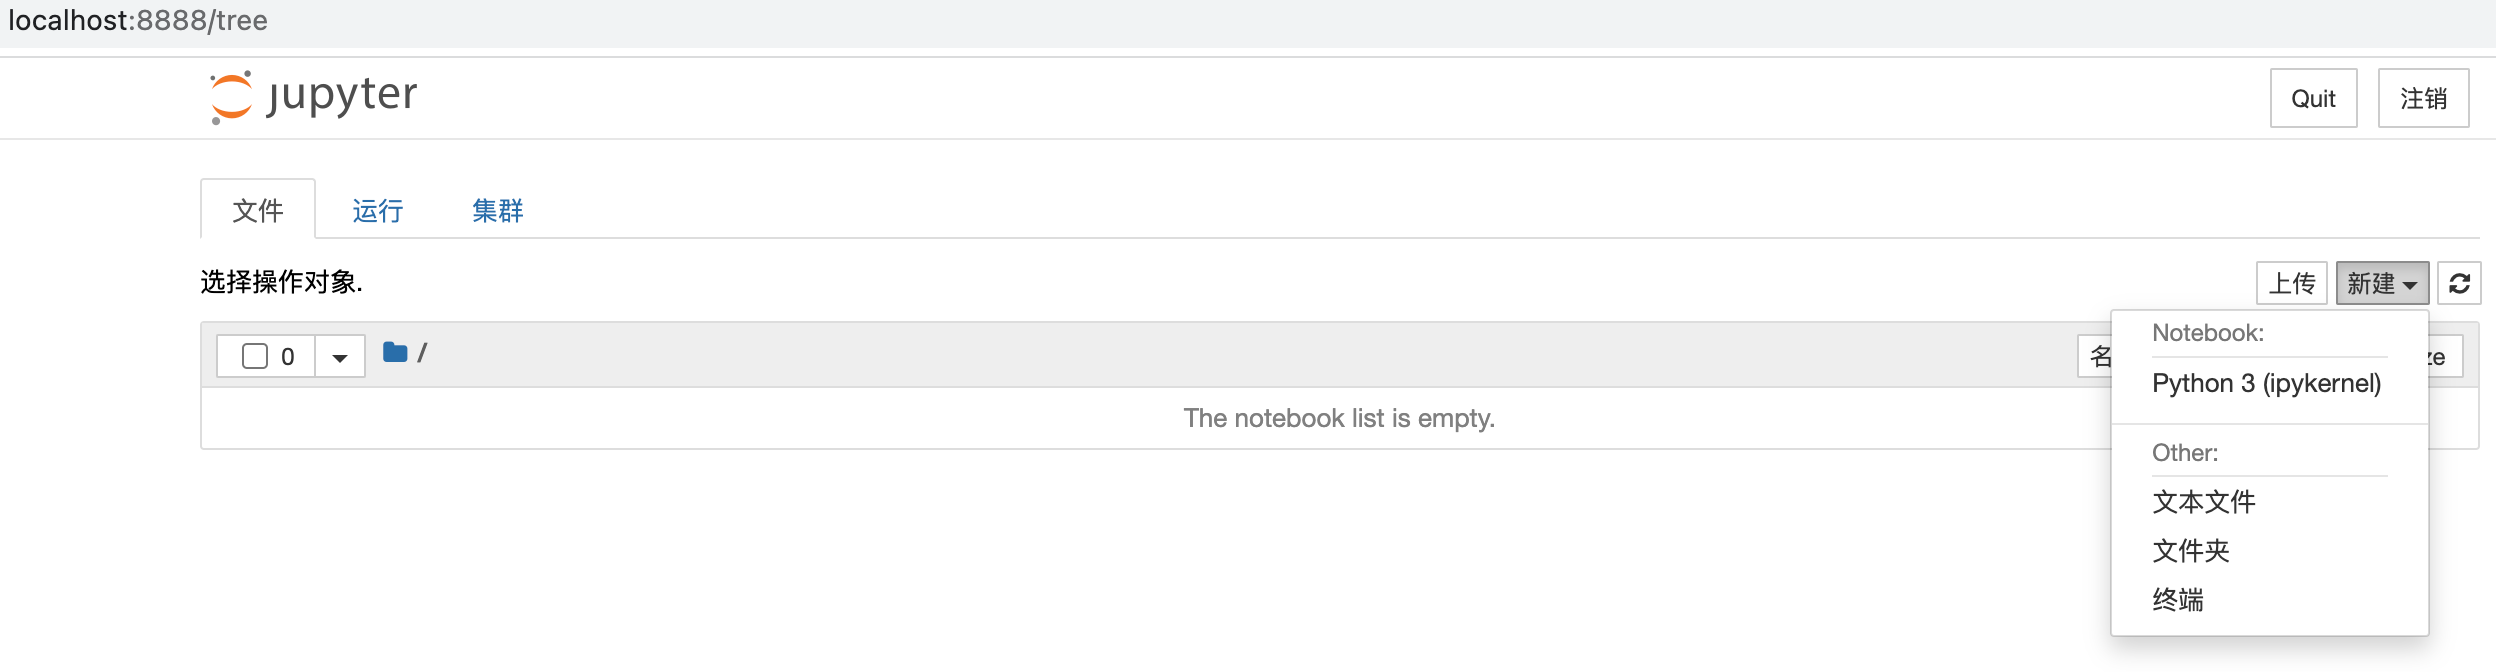 localhost:8888/tree
jupyter
Quit 注销
文件 运行 集群
选择操作对象.
上传 新建
0 /
名
ze
The notebook list is empty.
Notebook:
Python 3 (ipykernel)
Other:
文本文件
文件夹
终端